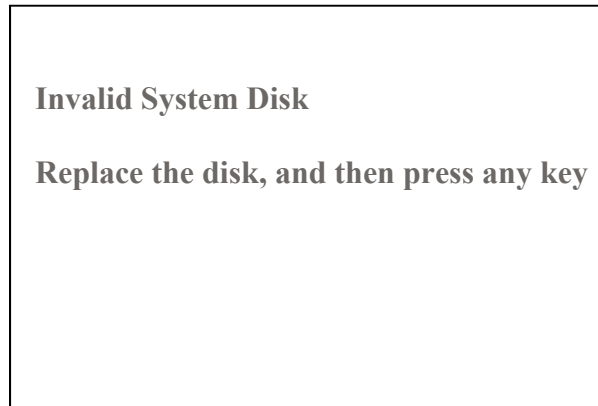 Invalid System Disk
Replace the disk, and then press any key